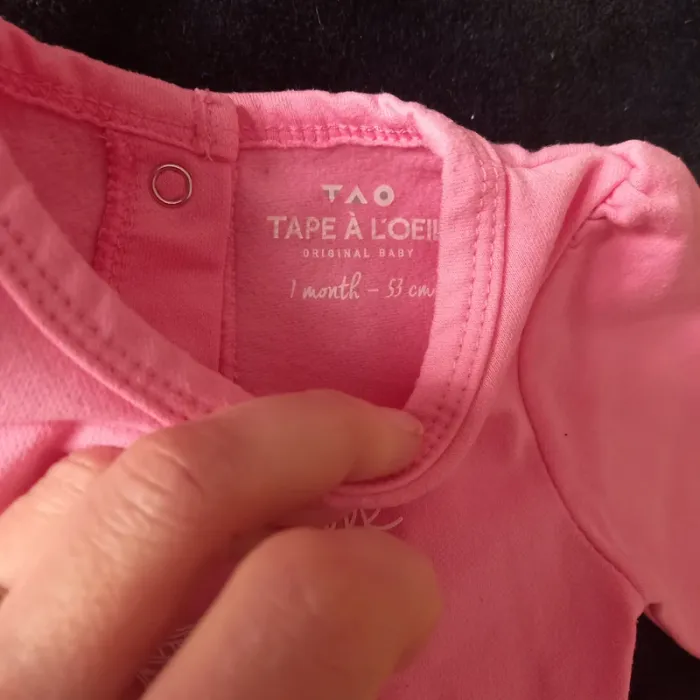 TAO
TAPE À L'OEIL
ORIGINAL BABY
1 month - 53 cm